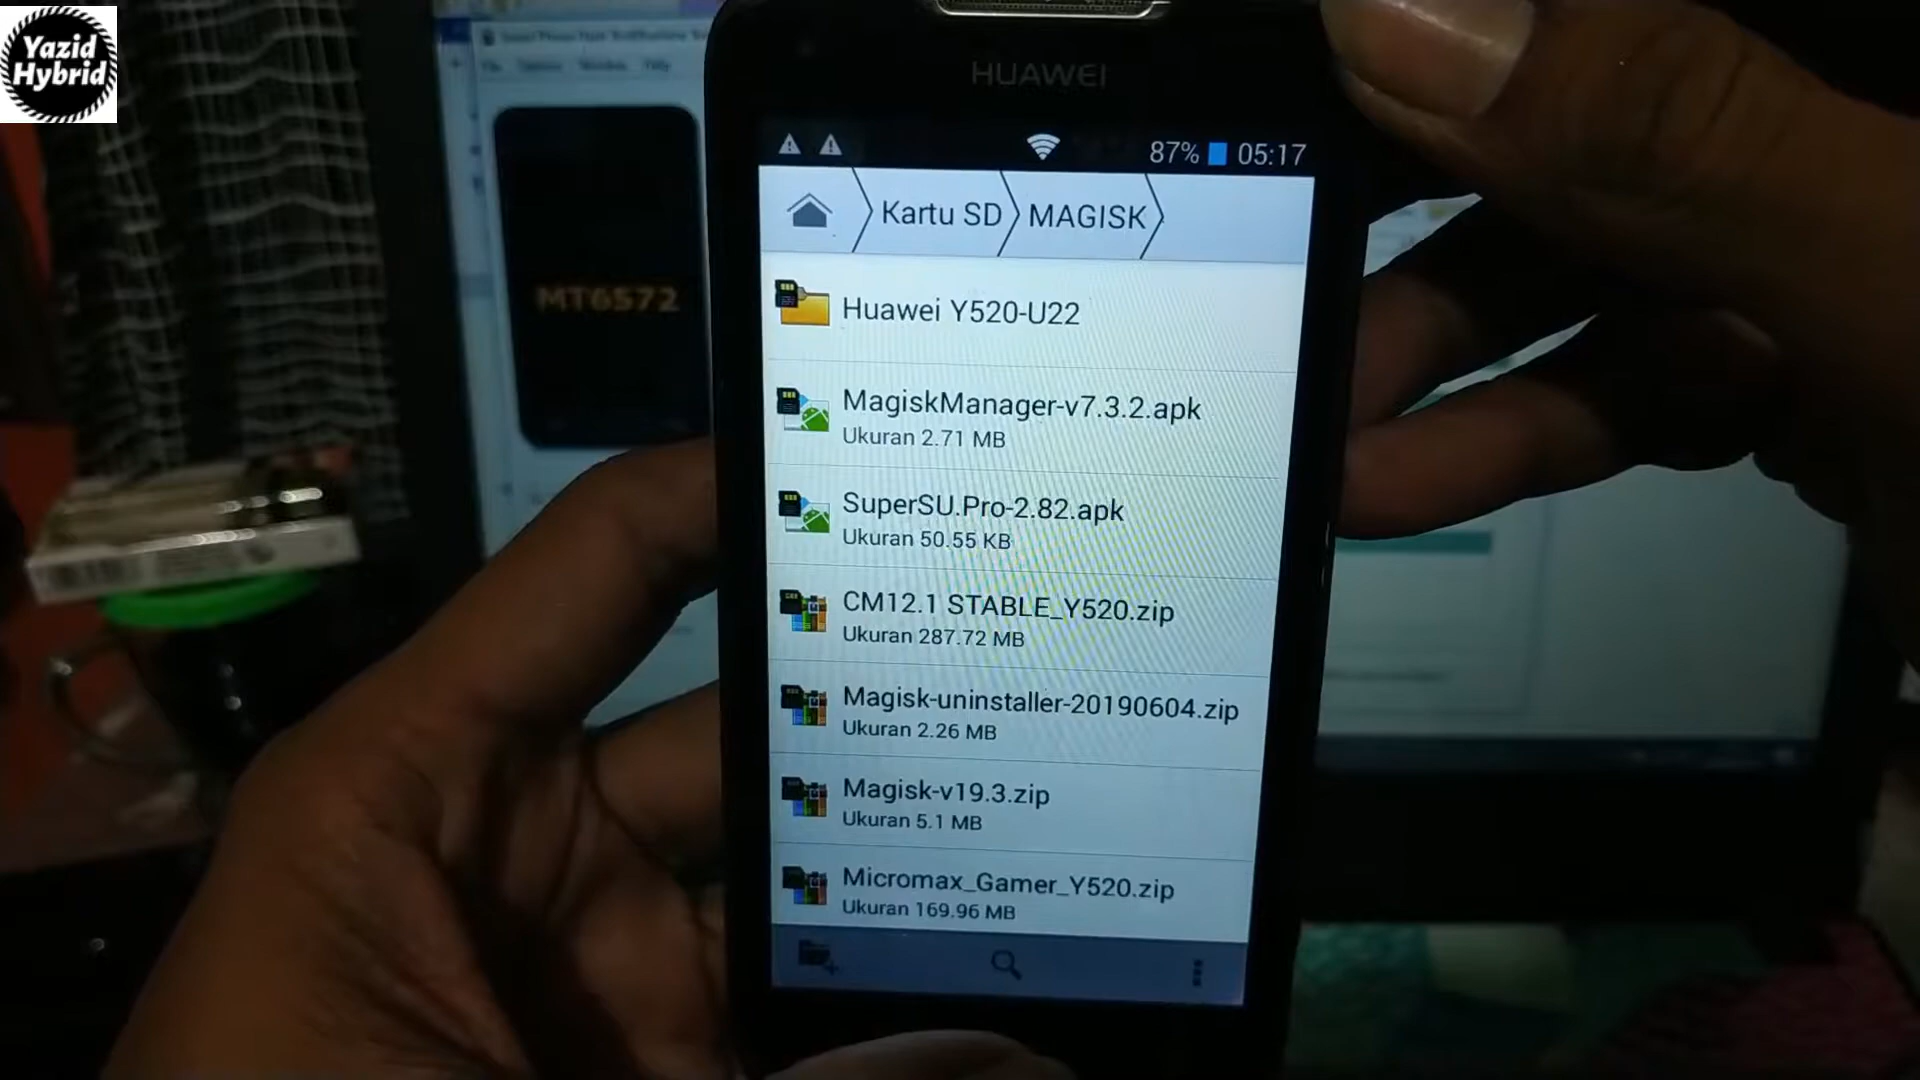 Yazid
Hybrid
HUAWEI
87% 05:17
Kartu SD MAGISK
MT6572
Huawei Y520-U22
MagiskManager-v7.3.2.apk
Ukuran 2.71 MB
SuperSU.Pro-2.82.apk
Ukuran 50.55 KB
CM12.1 STABLE_Y520.zip
Ukuran 287.72 MB
Magisk-uninstaller-20190604.zip
Ukuran 2.26 MB
Magisk-v19.3.zip
Ukuran 5.1 MB
Micromax_Gamer_Y520.zip
Ukuran 169.96 MB